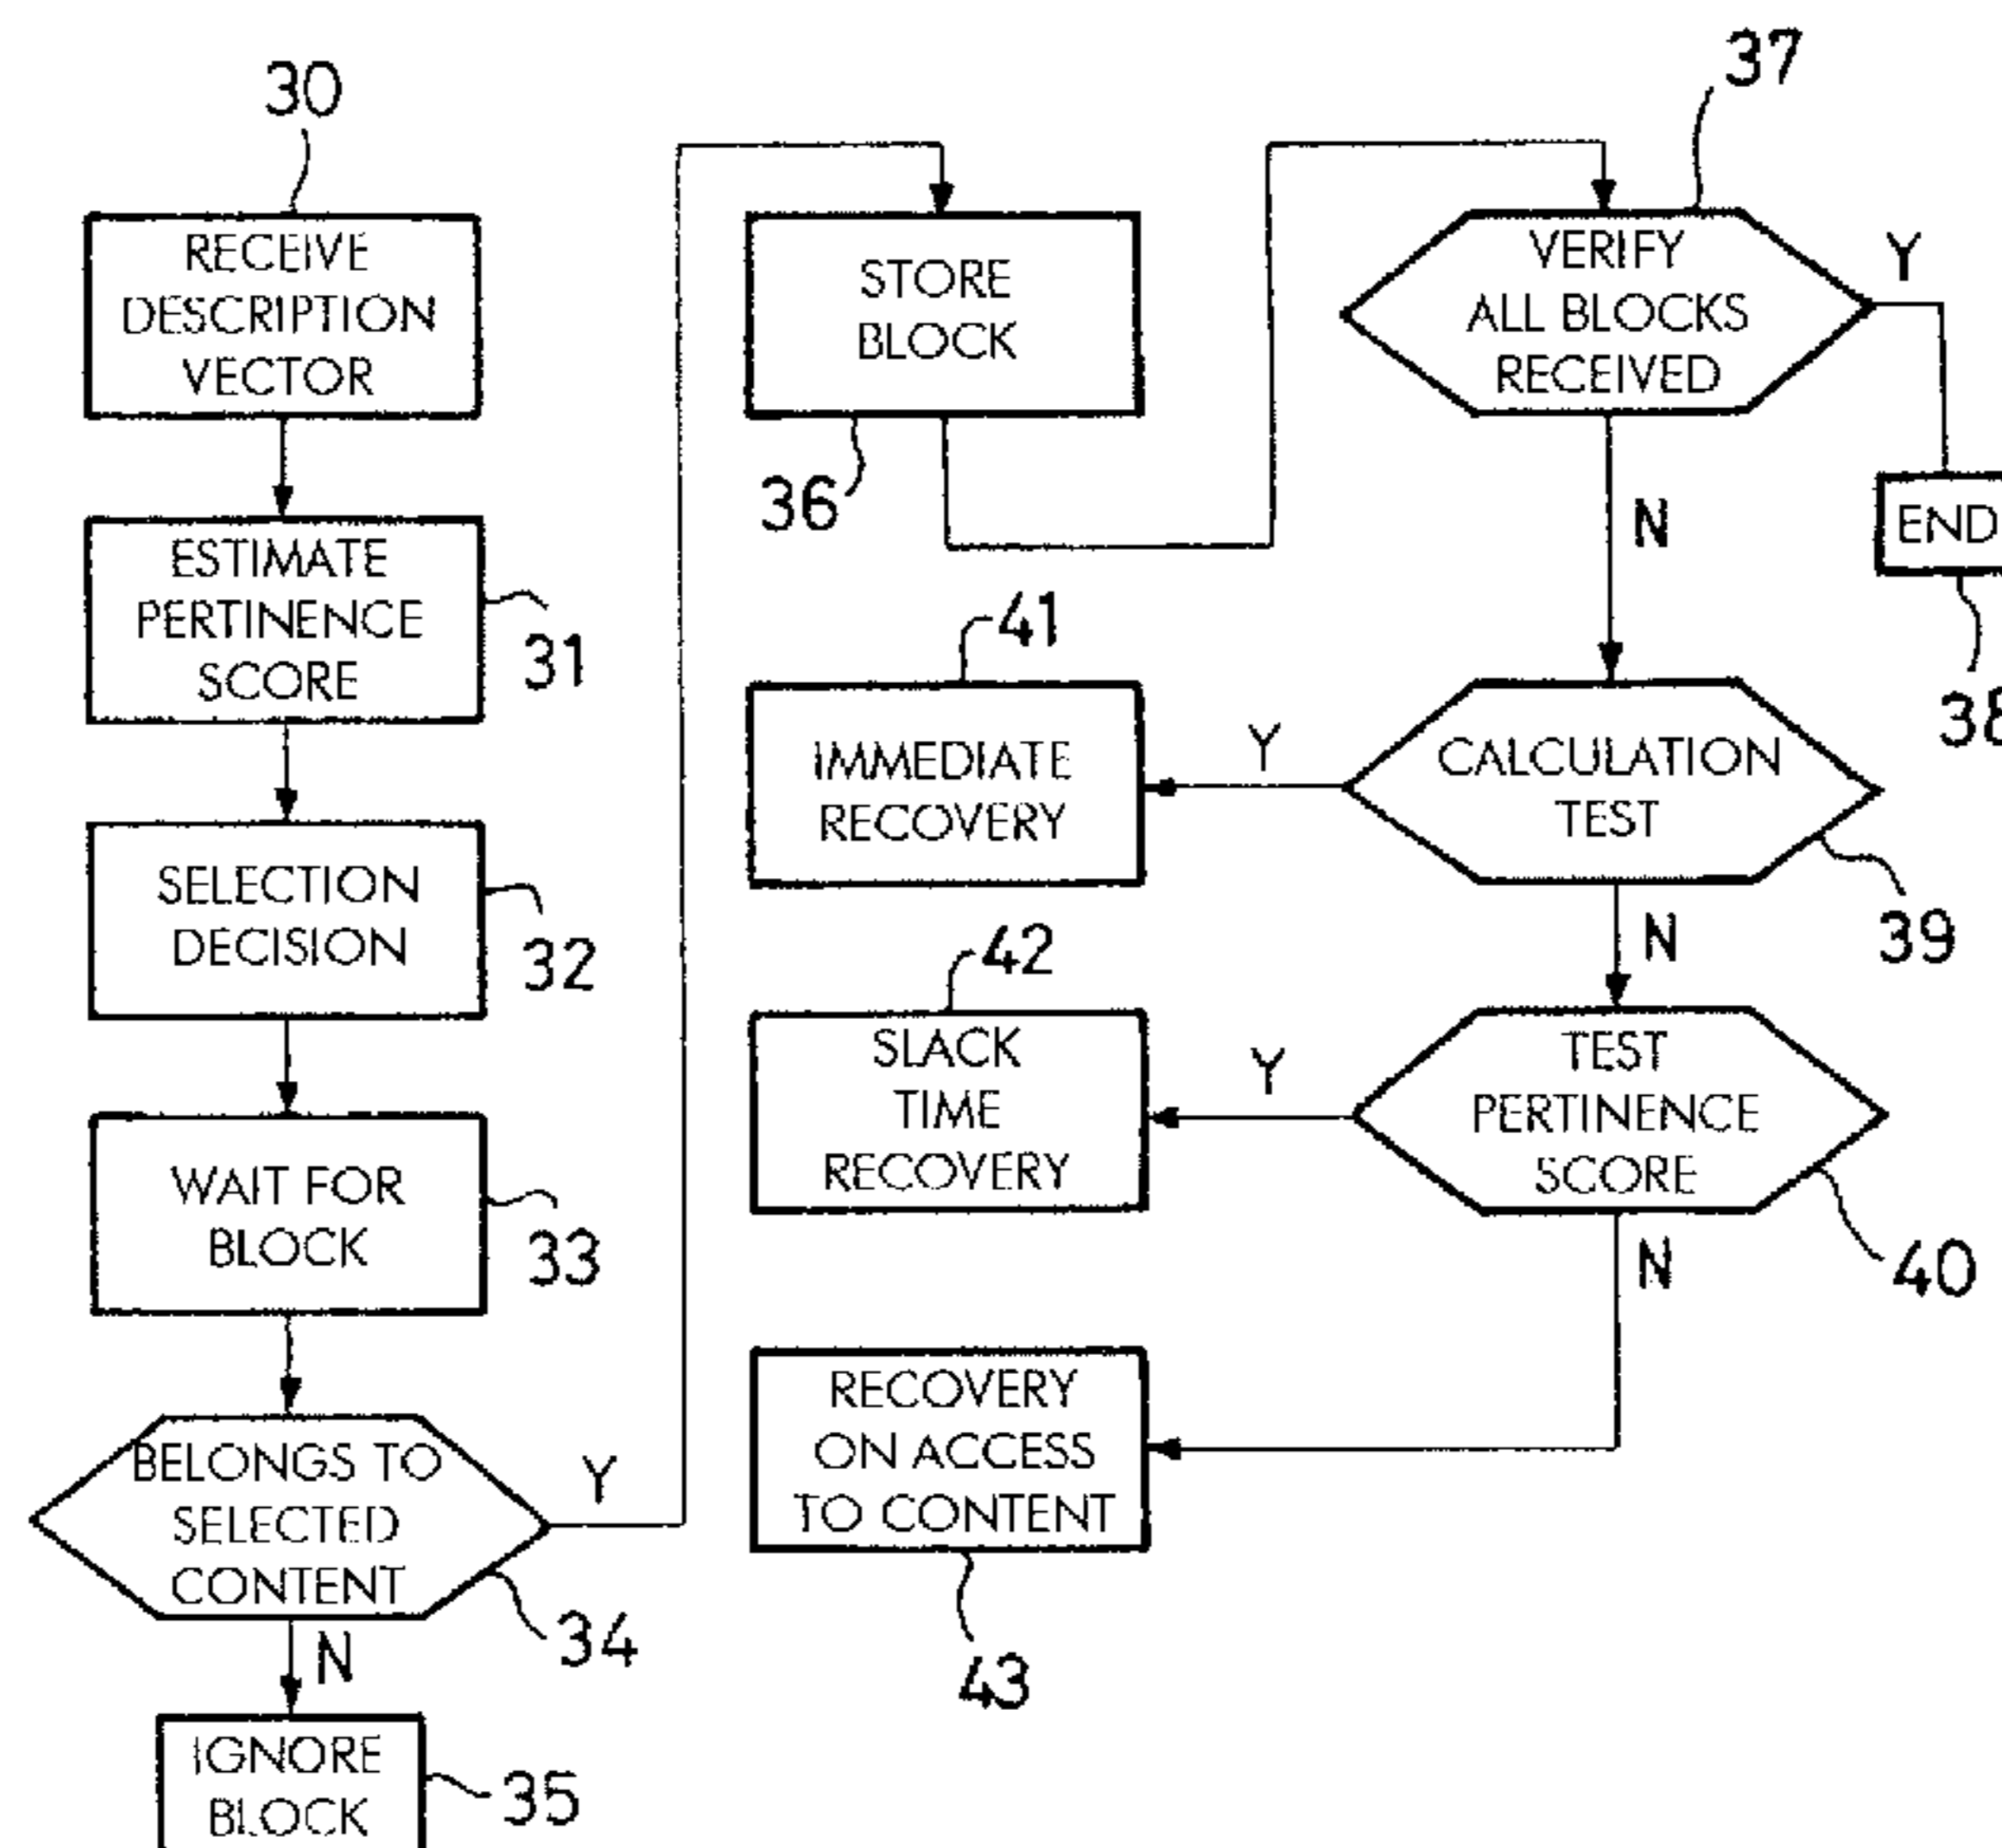 30
RECEIVE
DESCRIPTION
VECTOR
ESTIMATE
PERTINENCE
SCORE
31
SELECTION
DECISION
32
WAIT FOR
BLOCK
33
BELONGS TO
SELECTED
CONTENT
Y
34
N
IGNORE
BLOCK
35
STORE
BLOCK
36
37
VERIFY
ALL BLOCKS
RECEIVED
Y
N
END
38
41
IMMEDIATE
RECOVERY
Y
CALCULATION
TEST
39
N
42
SLACK
TIME
RECOVERY
Y
TEST
PERTINENCE
SCORE
40
N
RECOVERY
ON ACCESS
TO CONTENT
43